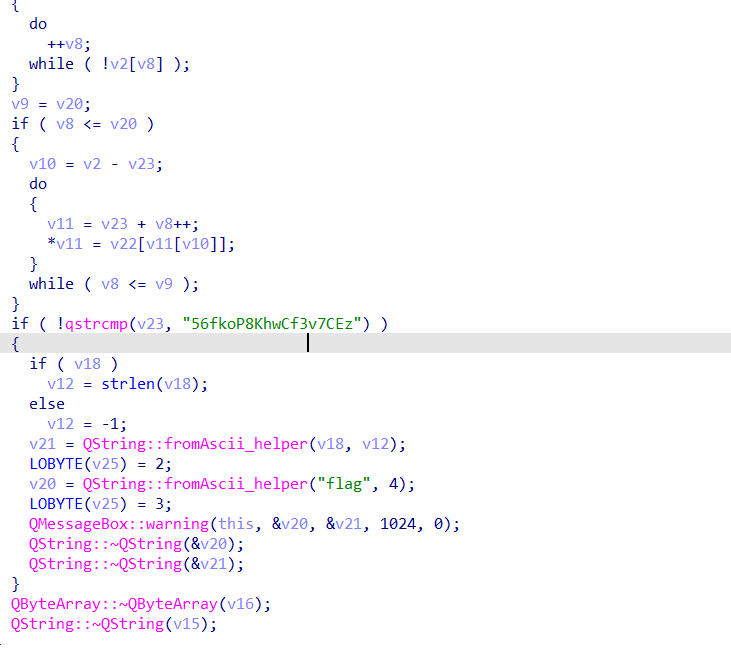 {
do
++v8;
while ( !v2[v8] );
}
v9 = v20;
if ( v8 <= v20 )
{
v10 = v2 - v23;
do
{
v11 = v23 + v8++;
*v11 = v22[v11[v10]];
}
while ( v8 <= v9 );
}
if ( !qstrcmp(v23, "56fkoP8KhwCf3v7CEz") )
{
if ( v18 )
v12 = strlen(v18);
else
v12 = -1;
v21 = QString::fromAscii_helper(v18, v12);
LOBYTE(v25) = 2;
v20 = QString::fromAscii_helper("flag", 4);
LOBYTE(v25) = 3;
QMessageBox::warning(this, &v20, &v21, 1024, 0);
QString::~QString(&v20);
QString::~QString(&v21);
}
QByteArray::~QByteArray(v16);
QString::~QString(v15);